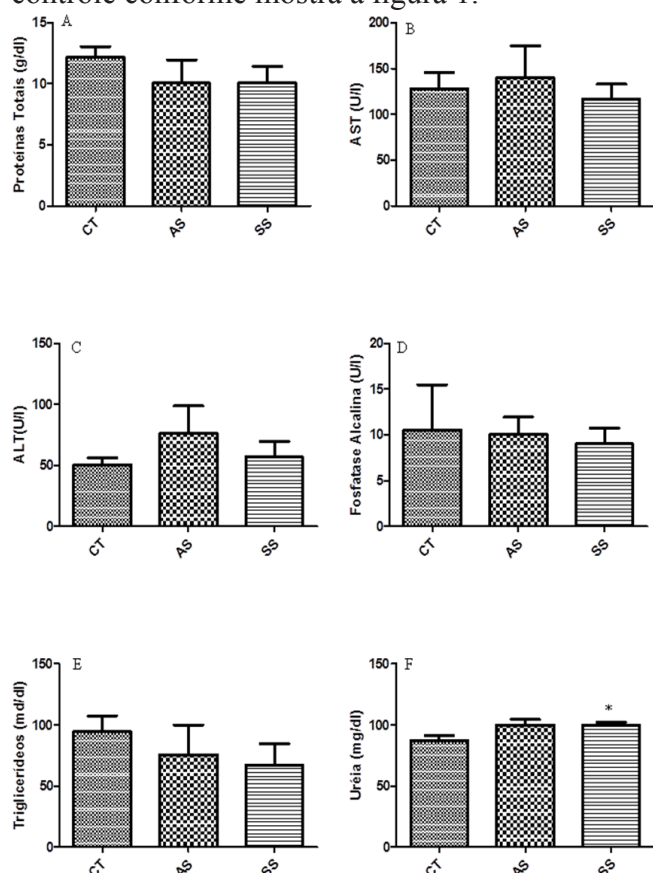 controle conforme mostra a figura 1.
A
Proteínas Totais (g/dl)
15
10
5
0
CT
AS
SS
B
AST (U/l)
200
150
100
50
0
CT
AS
SS
C
ALT(U/l)
150
100
50
0
CT
AS
SS
D
Fosfatase Alcalina (U/l)
20
15
10
5
0
CT
AS
SS
E
Triglicerídeos (md/dl)
150
100
50
0
CT
AS
SS
F
Uréia (mg/dl)
150
100
50
0
*
CT
AS
SS